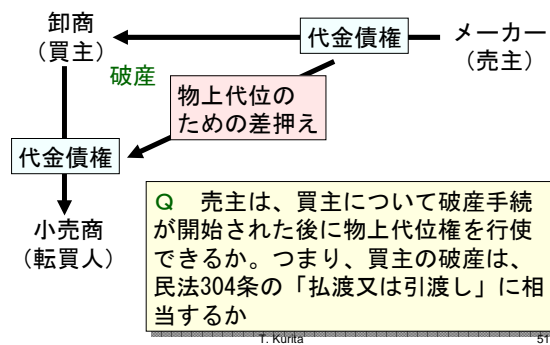 卸商
（買主）
代金債権
メーカー
（売主）
破産
物上代位の
ための差押え
代金債権
小売商
（転買人）
Ｑ　売主は、買主について破産手続
が開始された後に物上代位権を行使
できるか。つまり、買主の破産は、
民法304条の「払渡又は引渡し」に相
当するか
T. Kurita
51